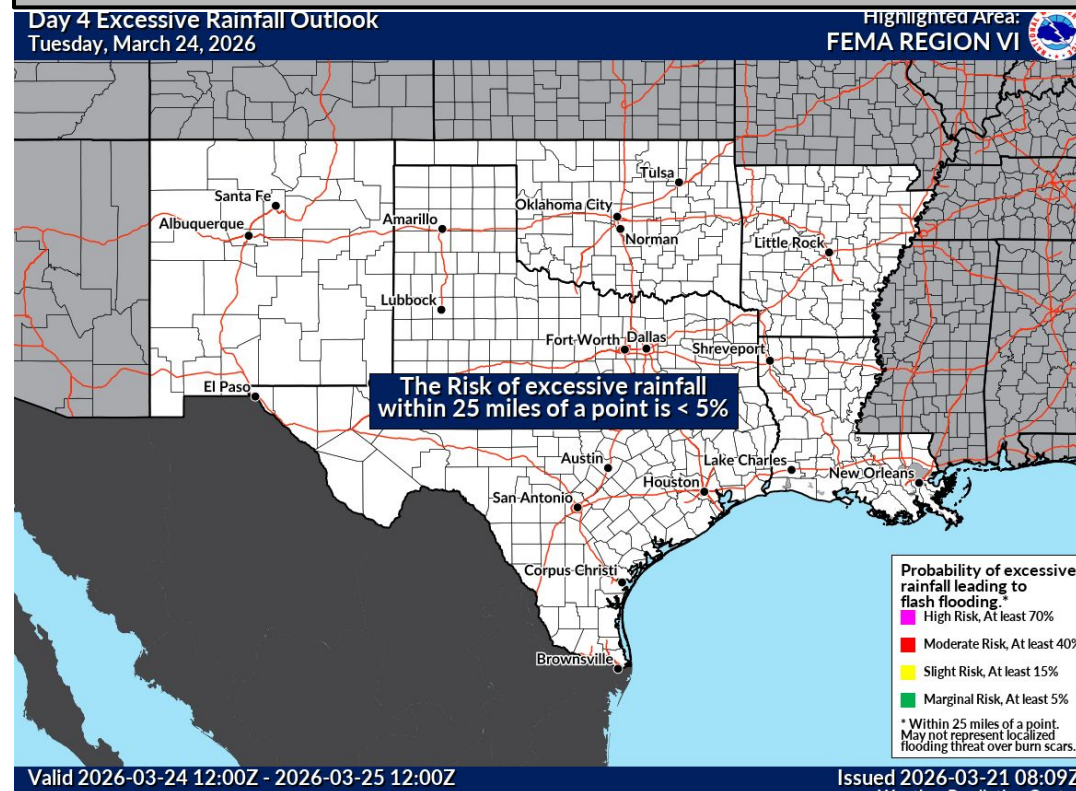 Day 4 Excessive Rainfall Outlook
Tuesday, March 24, 2026
Highlighted Area:
FEMA REGION VI
Santa Fe
Albuquerque
Amarillo
Tulsa
Oklahoma City
Norman
Little Rock
Lubbock
Fort Worth
Dallas
Shreveport
El Paso
The Risk of excessive rainfall
within 25 miles of a point is < 5%
Austin
Lake Charles
Houston
New Orleans
San Antonio
Corpus Christi
Brownsville
Probability of excessive
rainfall leading to
flash flooding.*
High Risk, At least 70%
Moderate Risk, At least 40%
Slight Risk, At least 15%
Marginal Risk, At least 5%
* Within 25 miles of a point.
May not represent localized
flooding threat over burn scars.
Valid 2026-03-24 12:00Z - 2026-03-25 12:00Z
Issued 2026-03-21 08:09Z